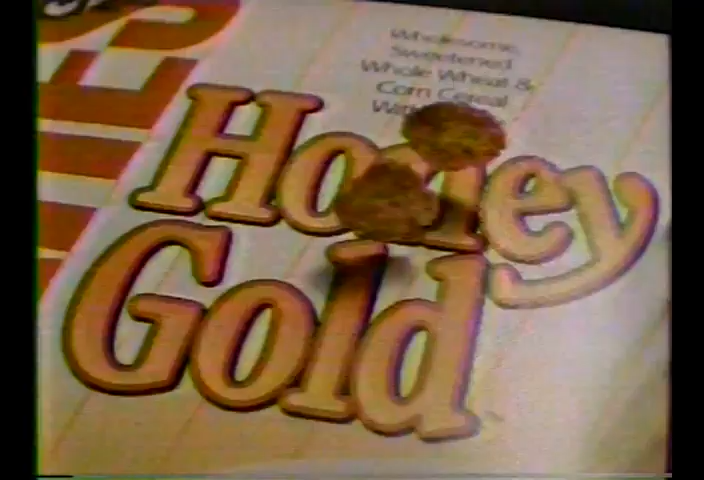 Wholesome,
Sweetened
Whole Wheat &
Corn Cereal
Honey
Gold